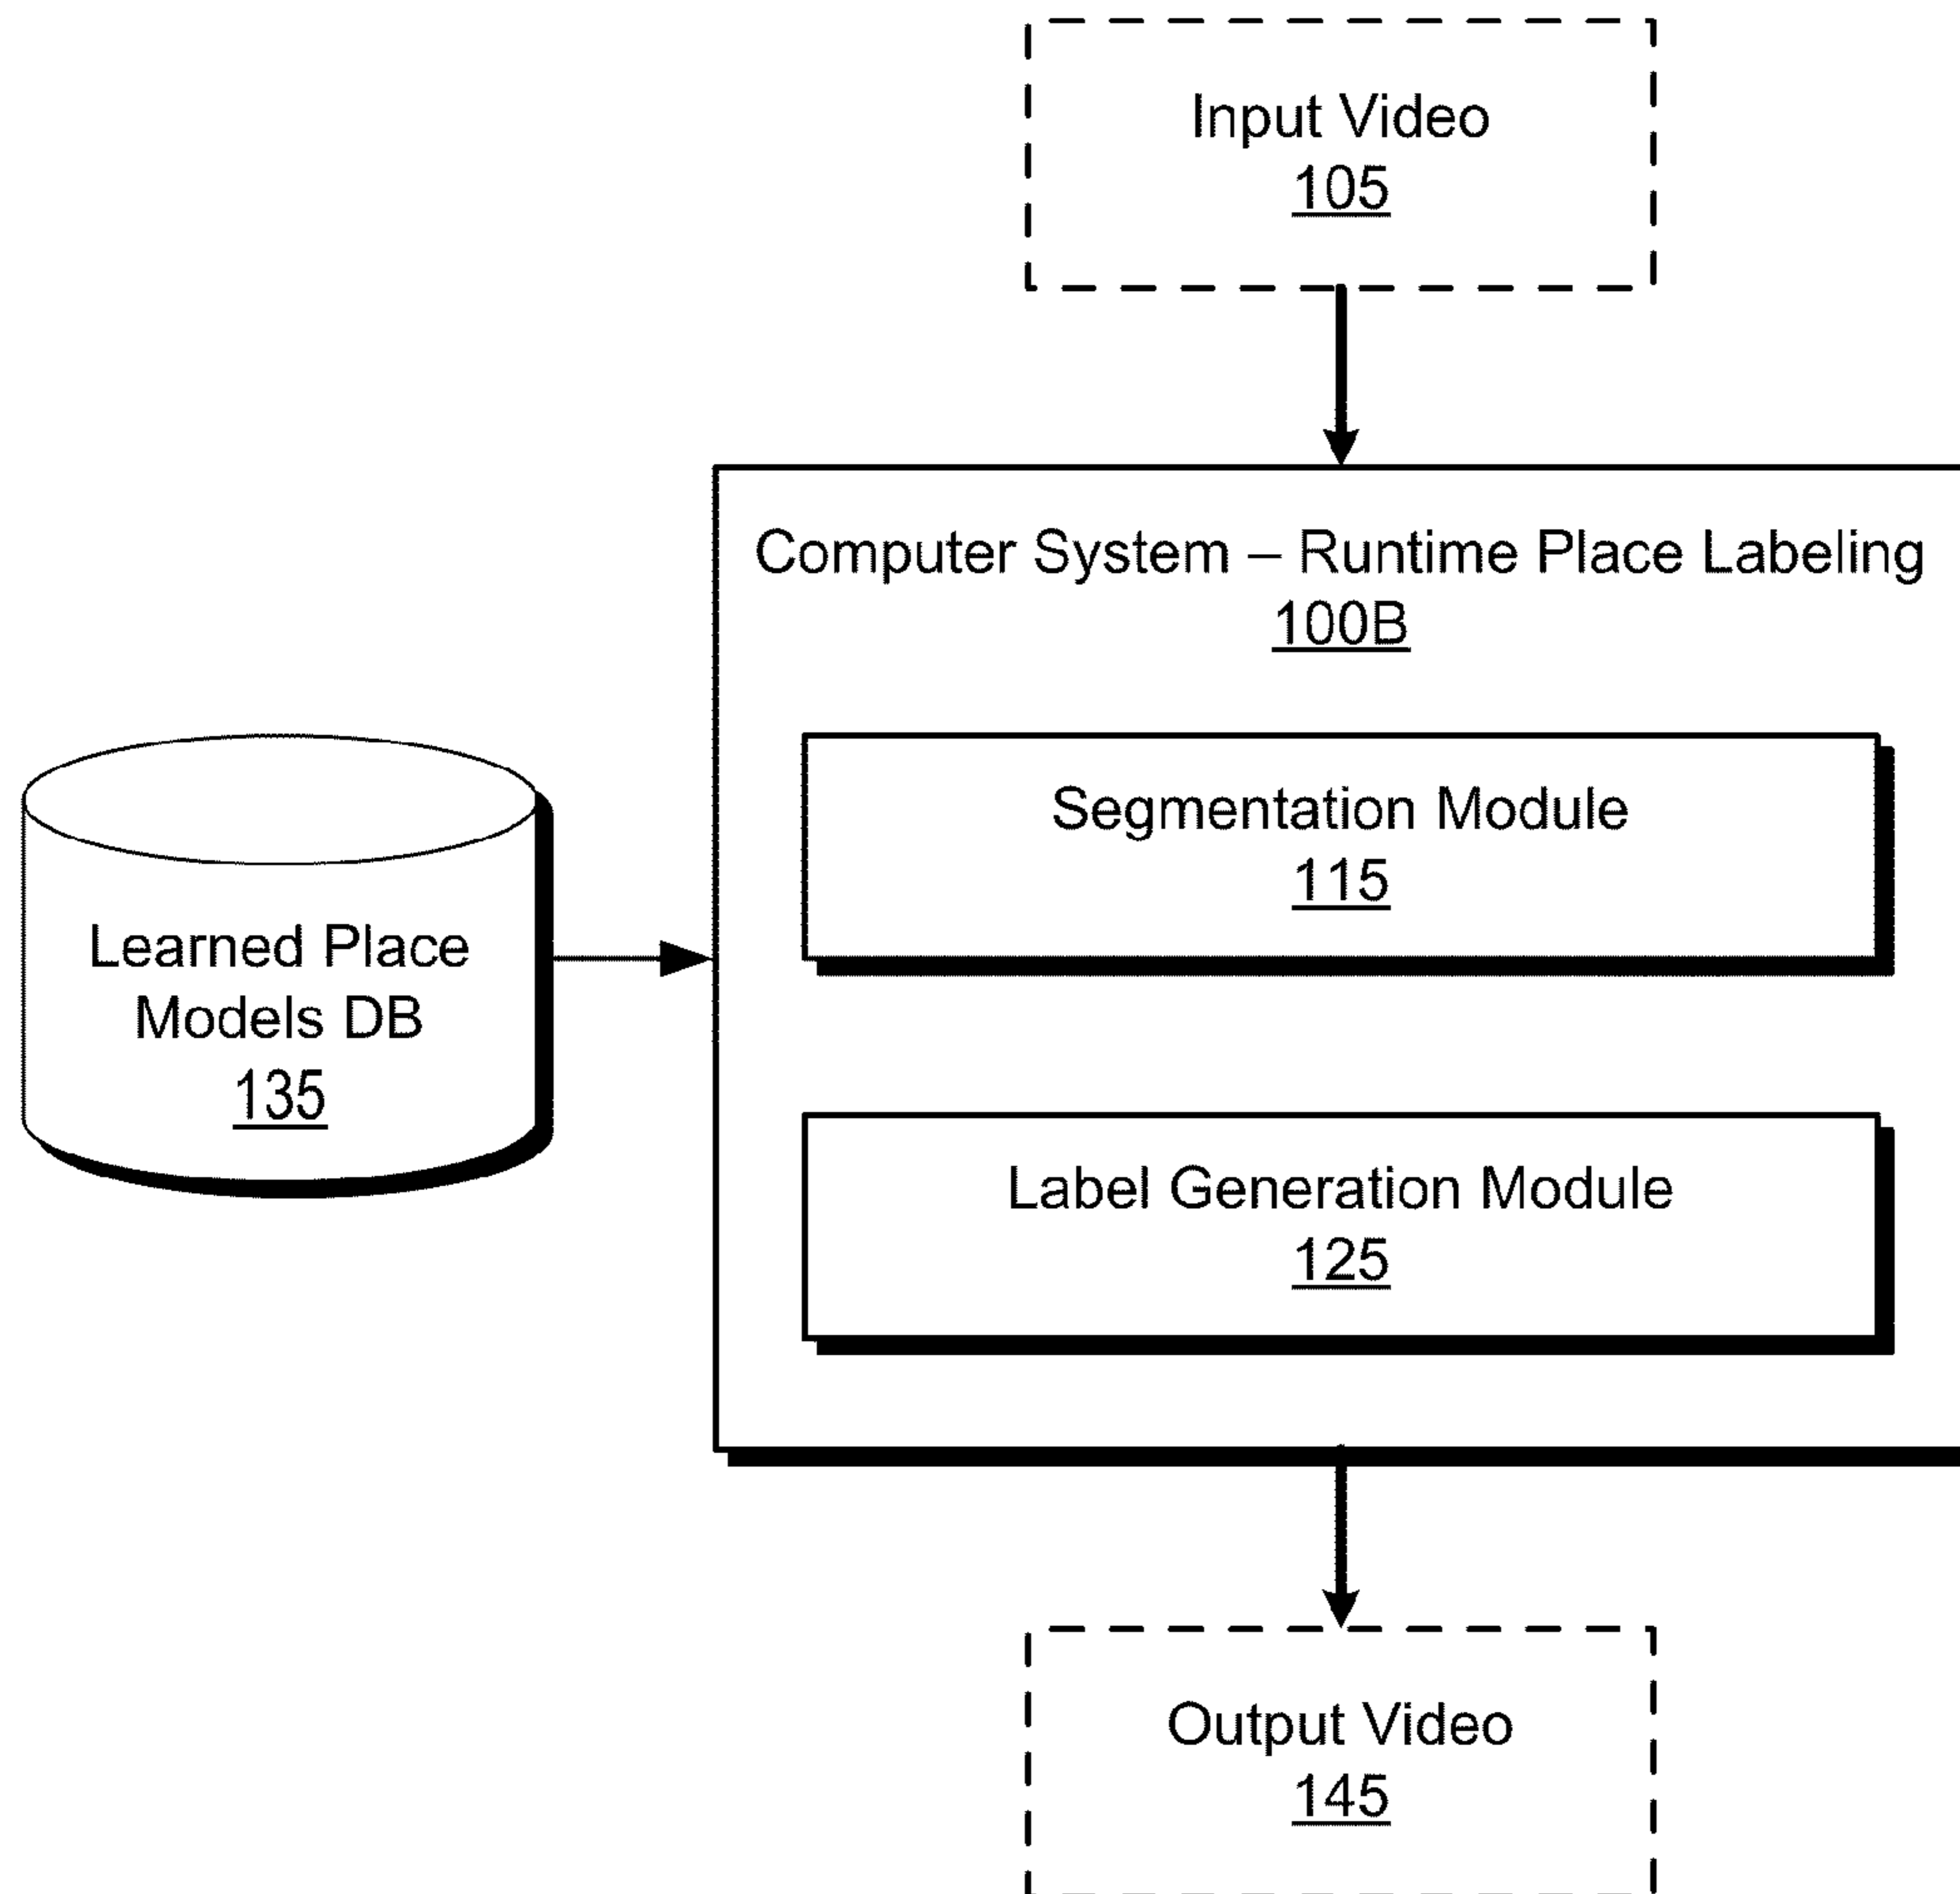 Input Video
105
Computer System – Runtime Place Labeling
100B
Segmentation Module
115
Learned Place
Models DB
135
Label Generation Module
125
Output Video
145